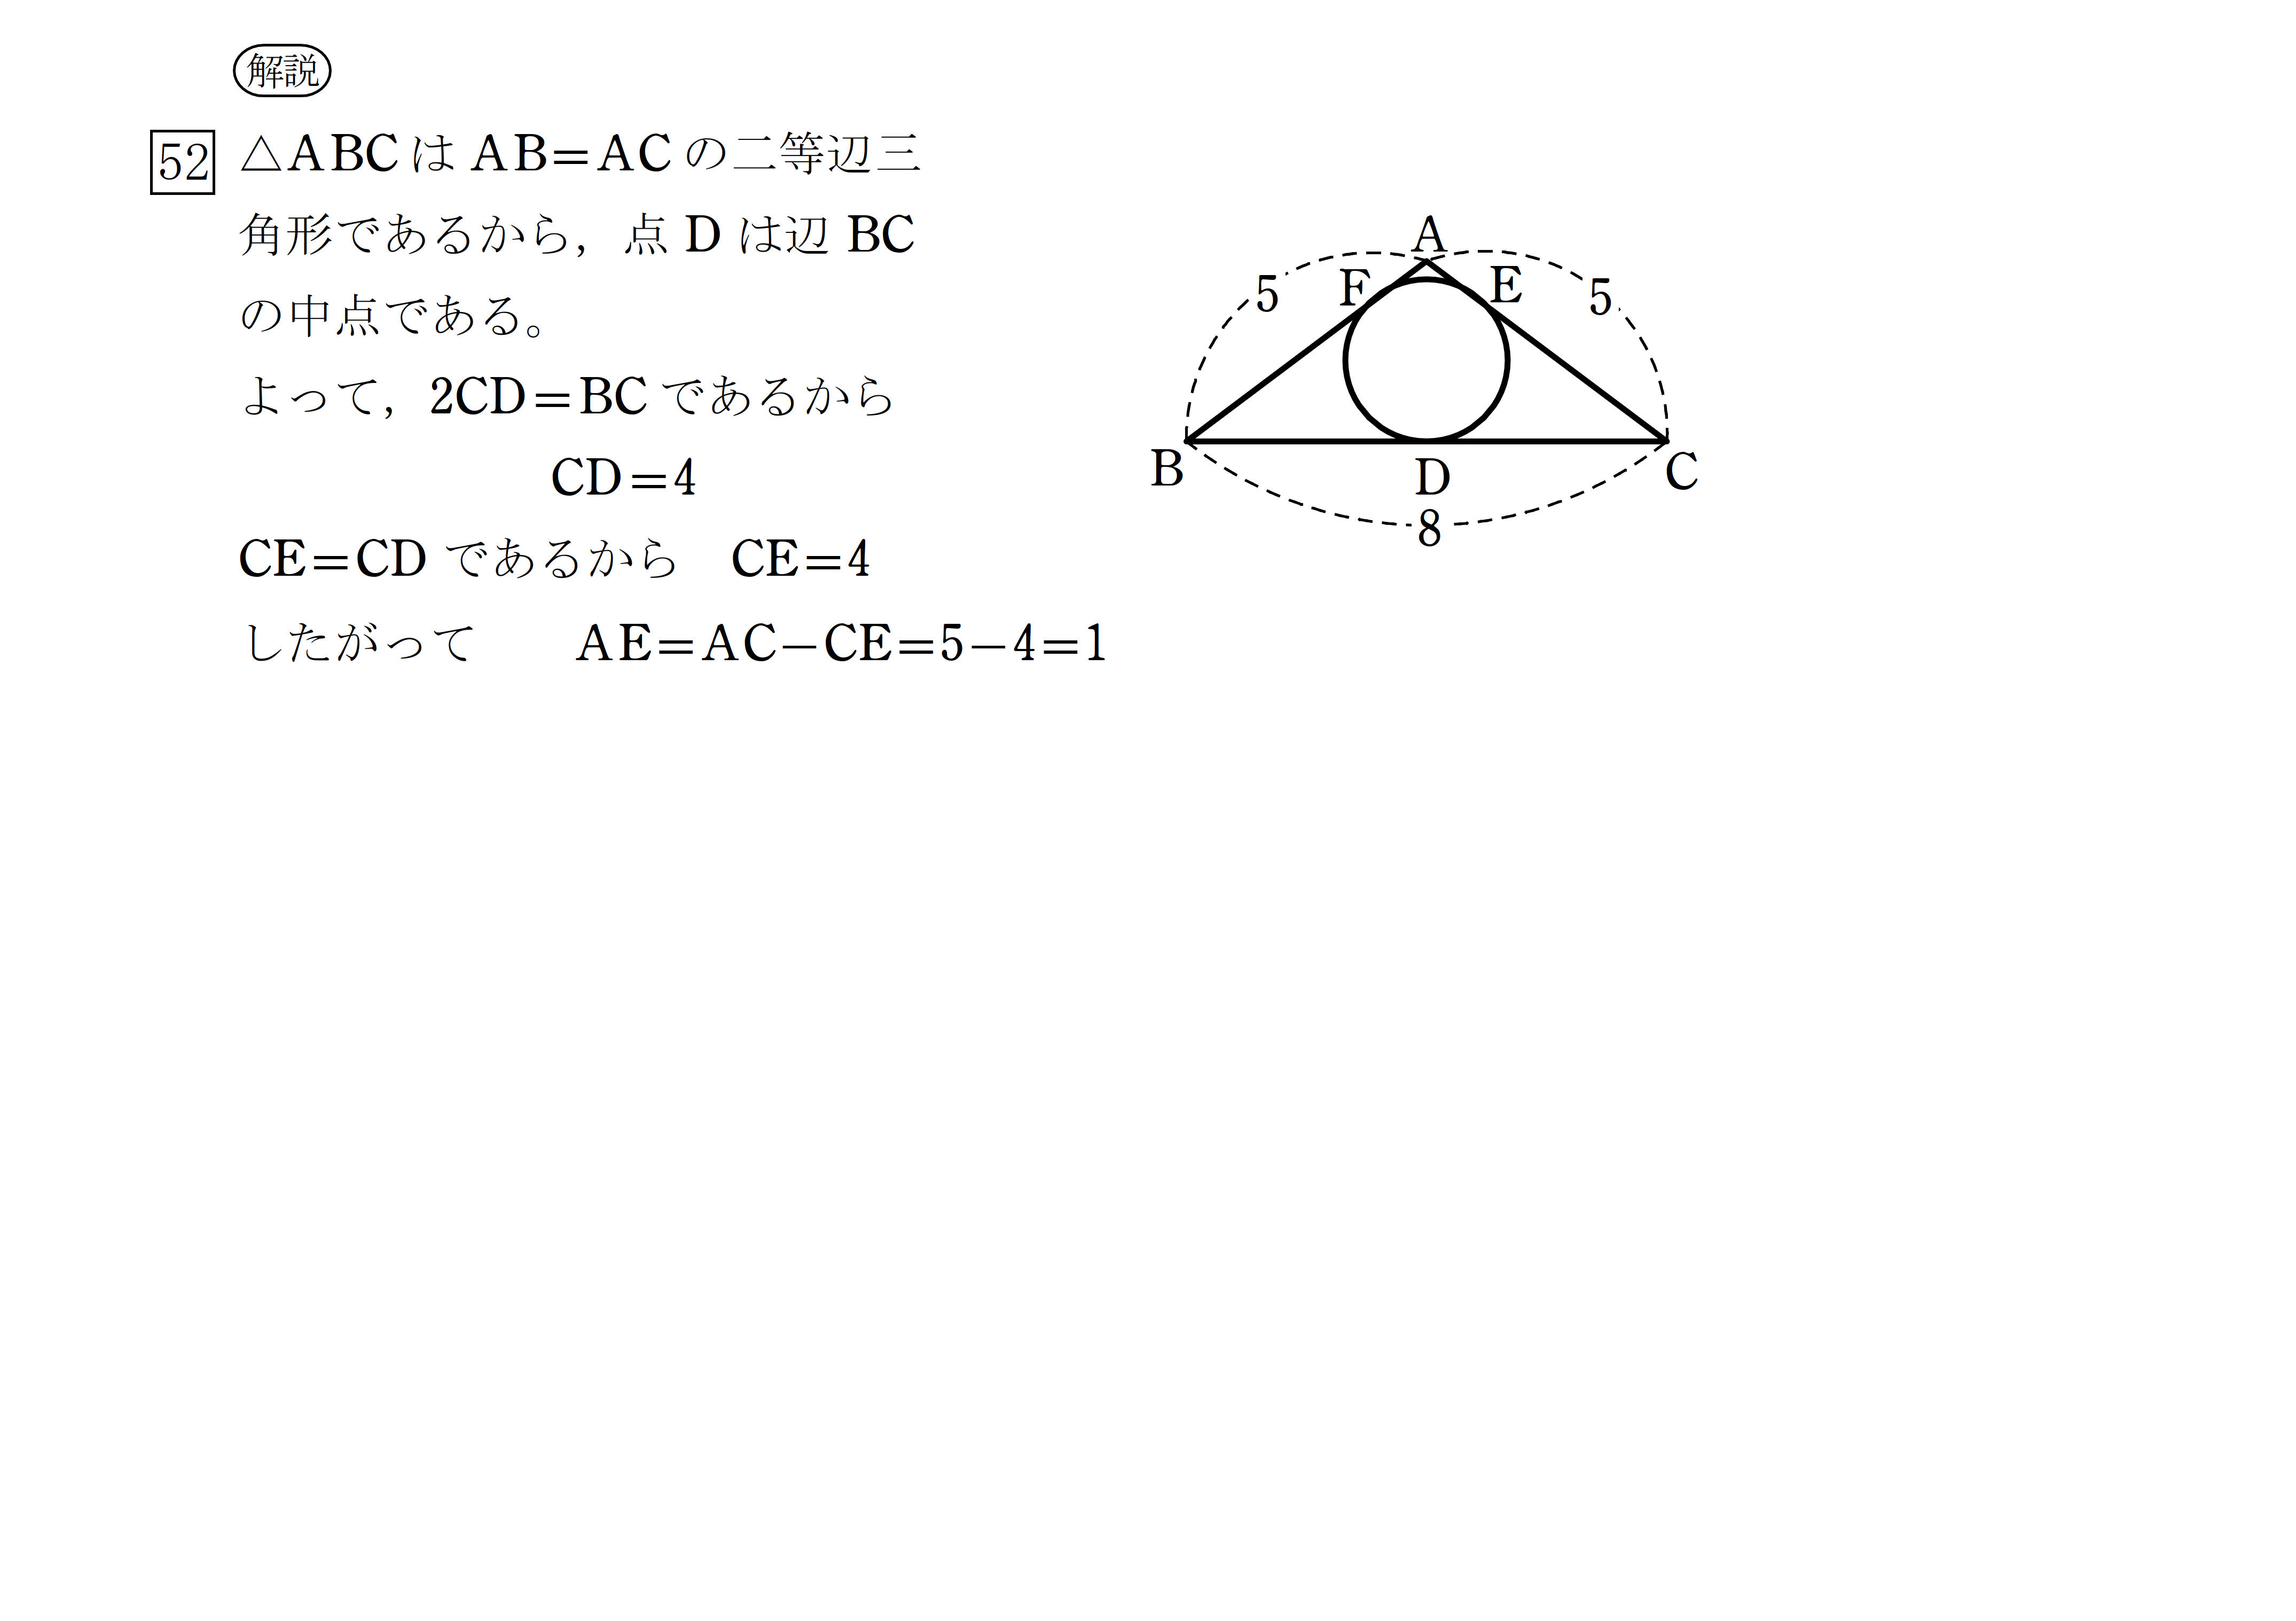 解説
52 △ABC は AB=AC の二等辺三
角形であるから，点 D は辺 BC
の中点である。
よって，2CD=BC であるから
CD=4
CE=CD であるから　CE=4
したがって　AE=AC-CE=5-4=1
A
F E
5 5
B D C
8